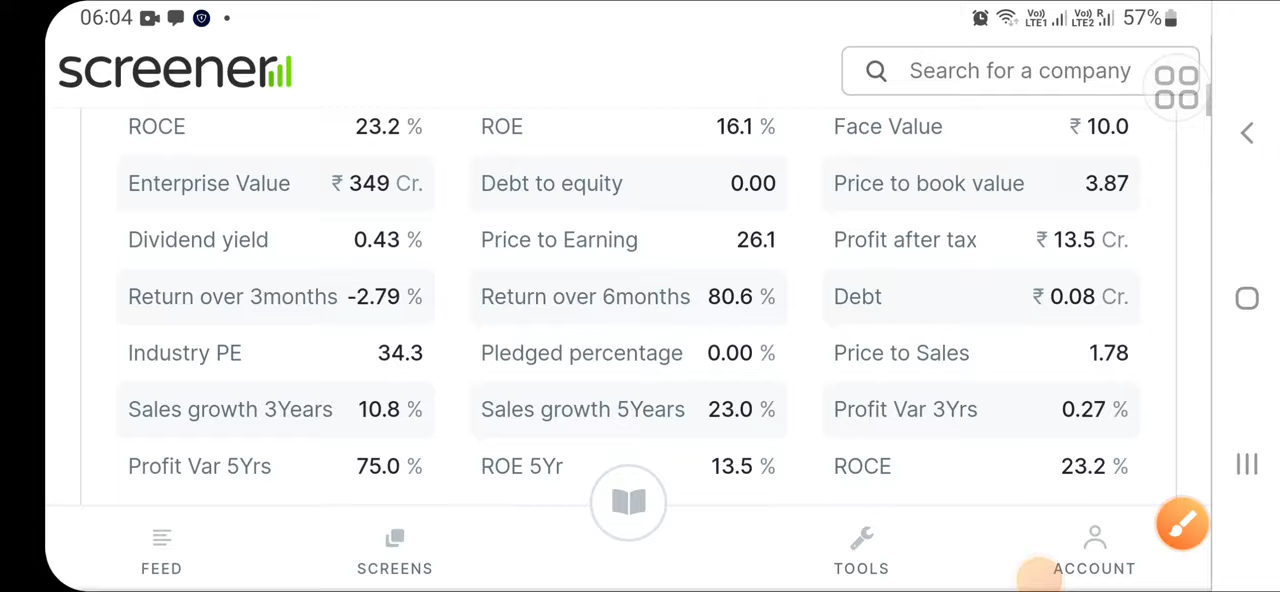 06:04 Vo) LTE1 Vo) R LTE2 57%
screener
Search for a company
ROCE 23.2 % ROE 16.1 % Face Value ₹ 10.0
Enterprise Value ₹ 349 Cr. Debt to equity 0.00 Price to book value 3.87
Dividend yield 0.43 % Price to Earning 26.1 Profit after tax ₹ 13.5 Cr.
Return over 3months -2.79 % Return over 6months 80.6 % Debt ₹ 0.08 Cr.
Industry PE 34.3 Pledged percentage 0.00 % Price to Sales 1.78
Sales growth 3Years 10.8 % Sales growth 5Years 23.0 % Profit Var 3Yrs 0.27 %
Profit Var 5Yrs 75.0 % ROE 5Yr 13.5 % ROCE 23.2 %
FEED SCREENS TOOLS ACCOUNT